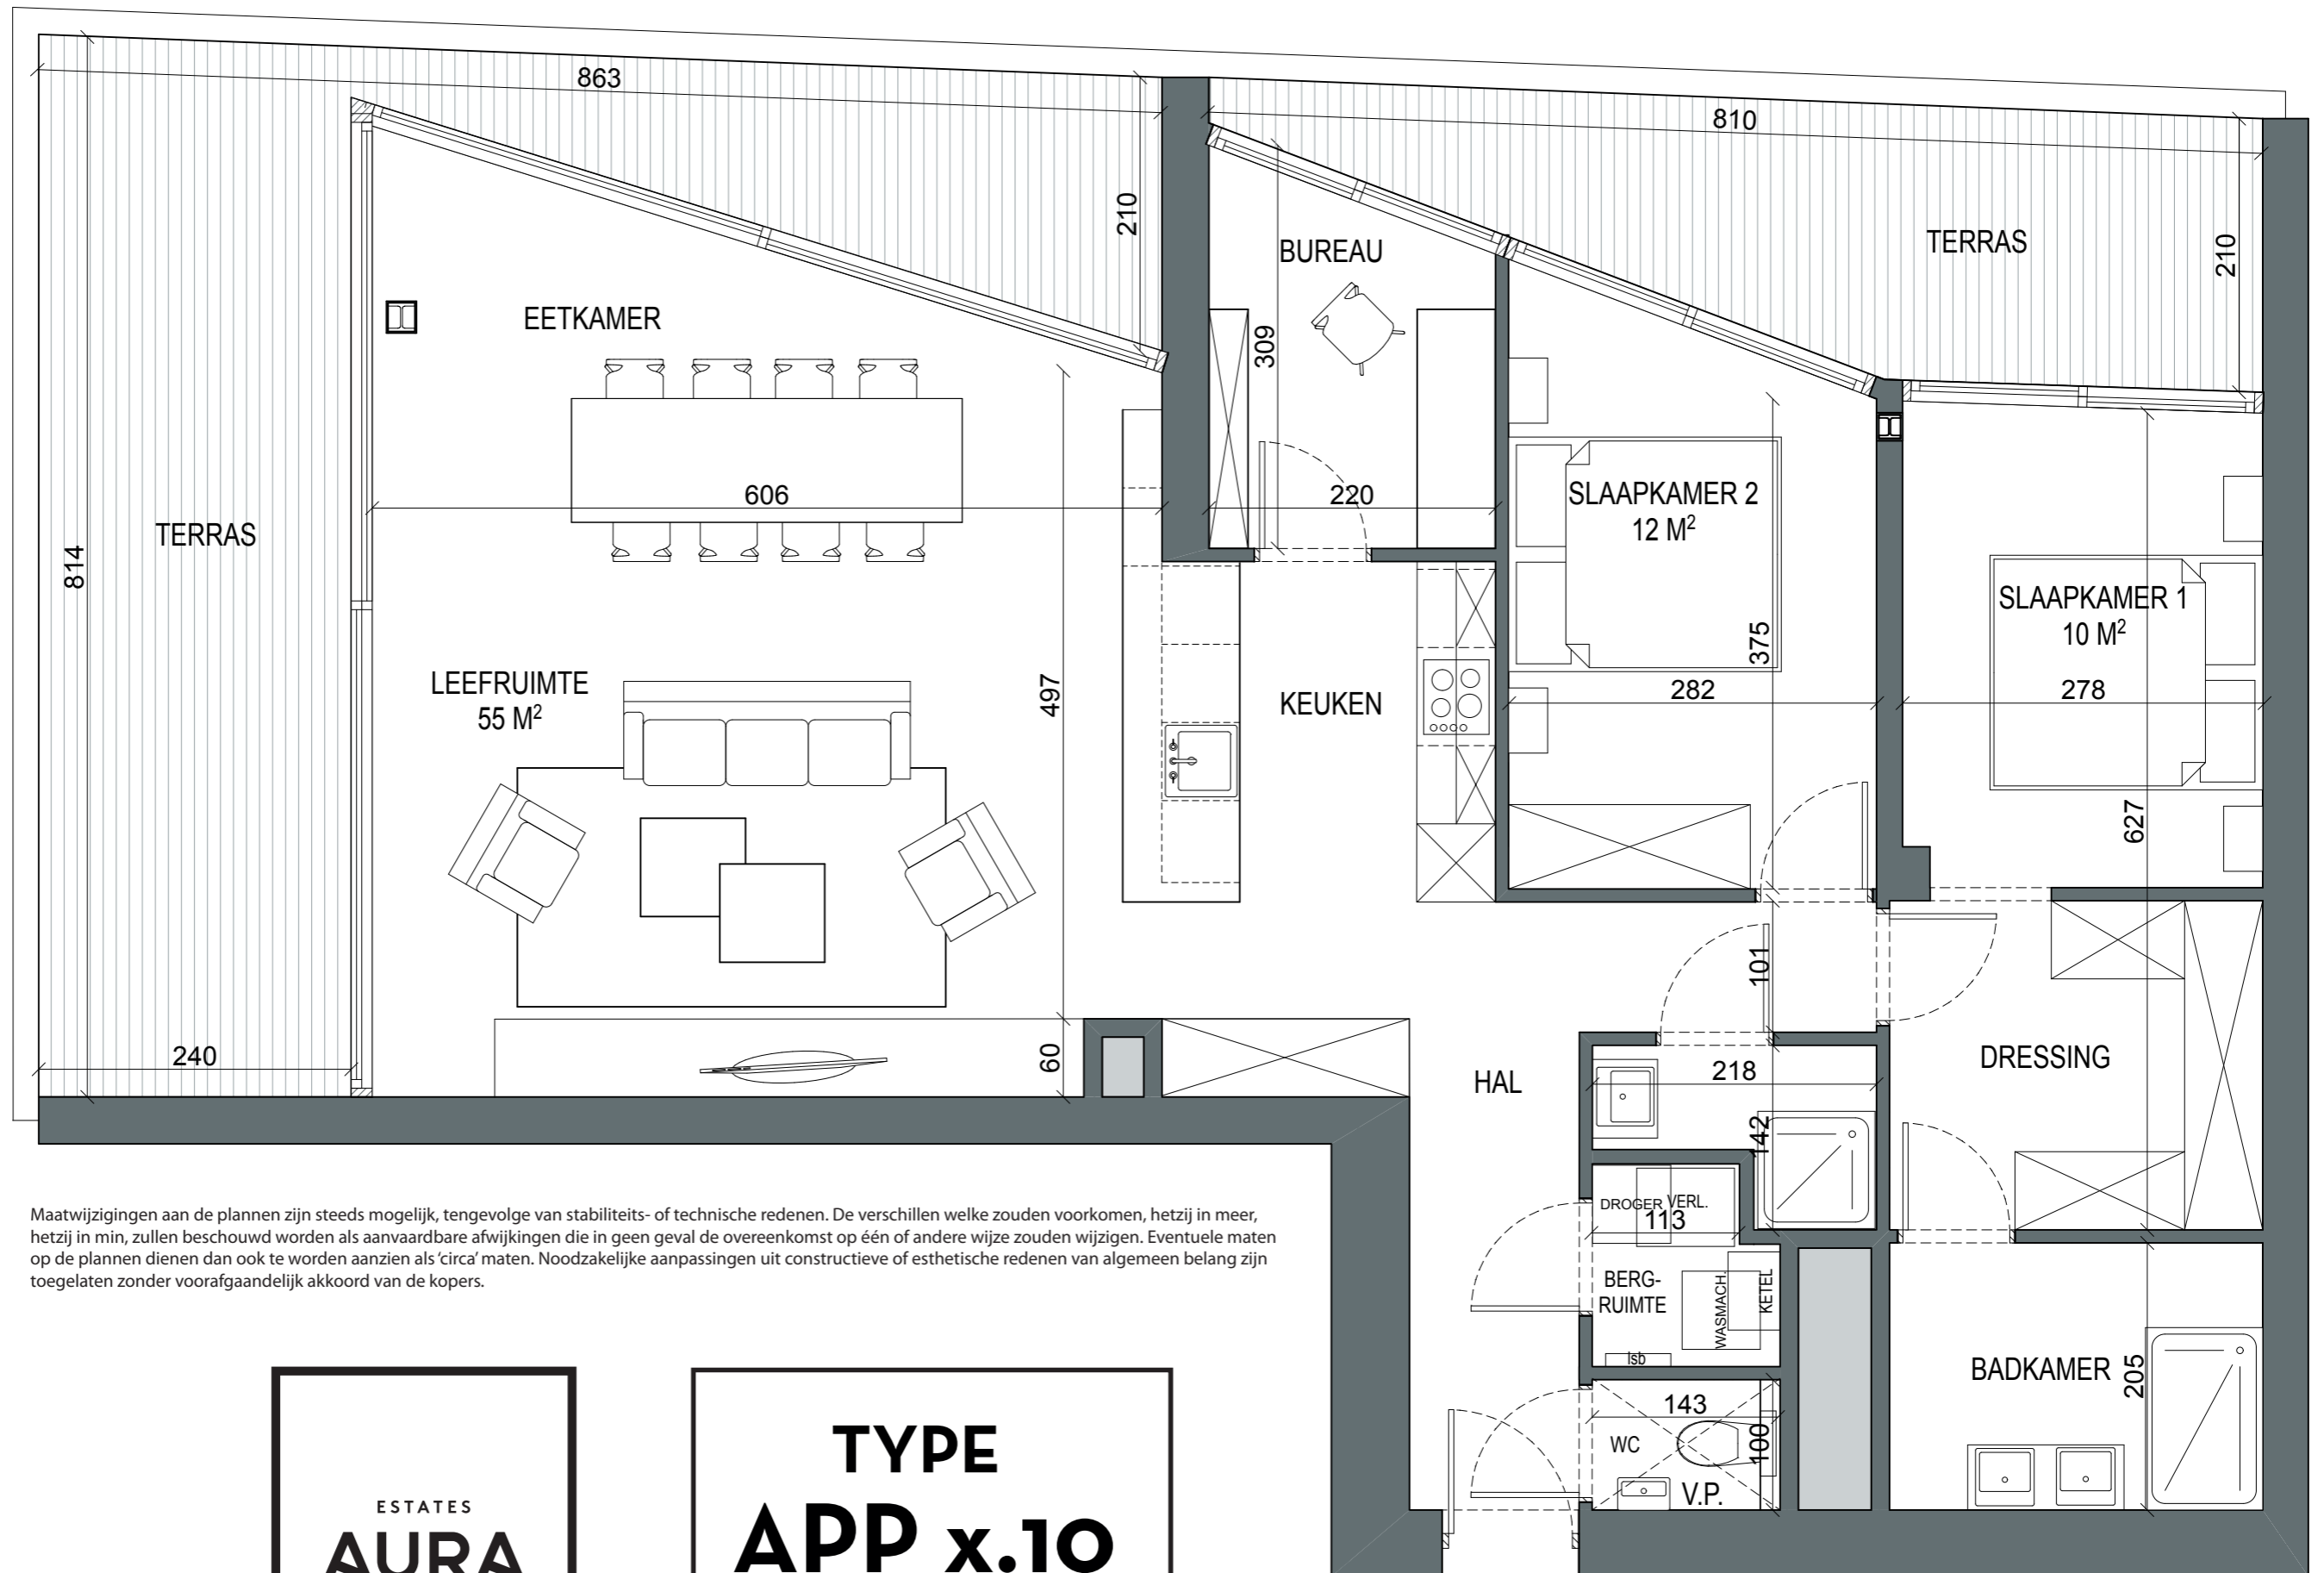 863
810
210
TERRAS
210
BUREAU
EETKAMER
309
606
220
SLAAPKAMER 2
12 M²
TERRAS
814
SLAAPKAMER 1
10 M²
375
LEEFRUIMTE
55 M²
497
KEUKEN
282
278
627
101
240
60
HAL
218
DRESSING
142
DROGER VERL.
113
BERG-
RUIMTE
WASMACH.
KETEL
lsb
BADKAMER
205
143
WC
100
V.P.
Maatwijzigingen aan de plannen zijn steeds mogelijk, tengevolge van stabiliteits- of technische redenen. De verschillen welke zouden voorkomen, hetzij in meer,
hetzij in min, zullen beschouwd worden als aanvaardbare afwijkingen die in geen geval de overeenkomst op één of andere wijze zouden wijzigen. Eventuele maten
op de plannen dienen dan ook te worden aanzien als ‘circa’ maten. Noodzakelijke aanpassingen uit constructieve of esthetische redenen van algemeen belang zijn
toegelaten zonder voorafgaandelijk akkoord van de kopers.
ESTATES
AURA
TYPE
APP x.10